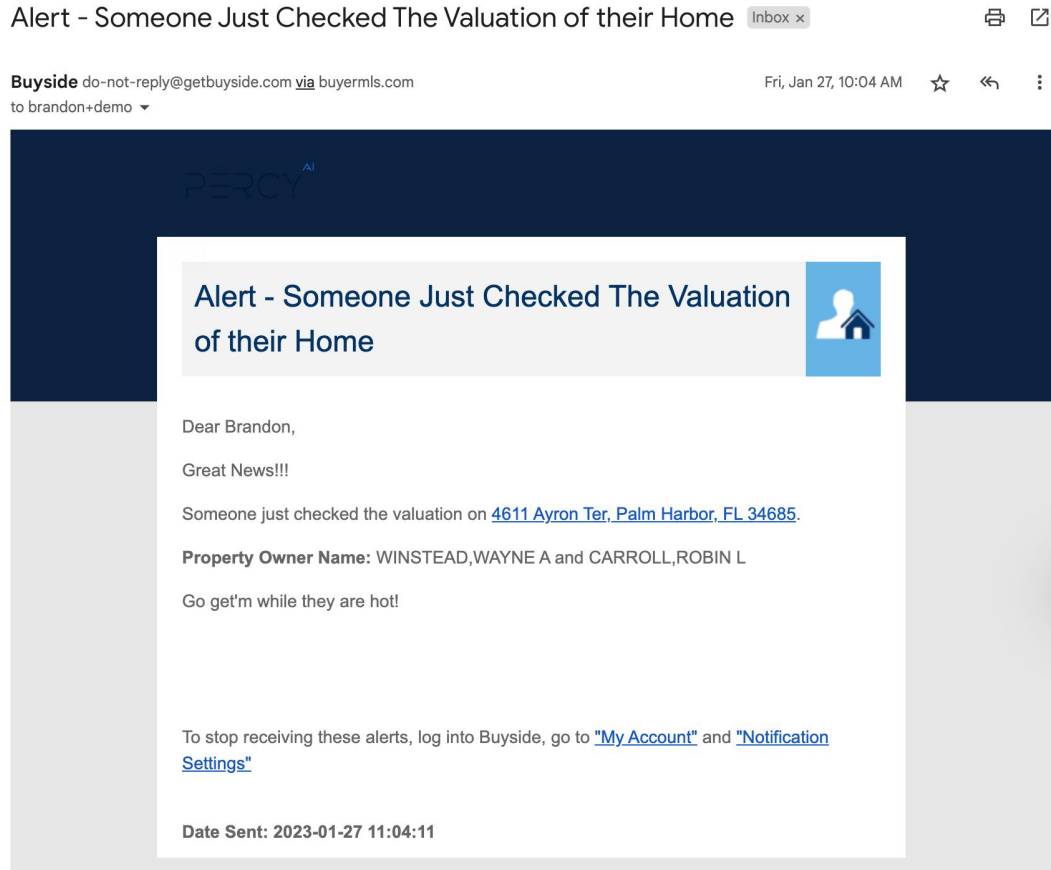 Alert - Someone Just Checked The Valuation of their Home Inbox ×
Buyside do-not-reply@getbuyside.com via buyermls.com Fri, Jan 27, 10:04 AM
to brandon+demo
PERCY AI
Alert - Someone Just Checked The Valuation
of their Home
Dear Brandon,
Great News!!!
Someone just checked the valuation on 4611 Ayron Ter, Palm Harbor, FL 34685.
Property Owner Name: WINSTEAD,WAYNE A and CARROLL,ROBIN L
Go get'm while they are hot!
To stop receiving these alerts, log into Buyside, go to "My Account" and "Notification
Settings"
Date Sent: 2023-01-27 11:04:11